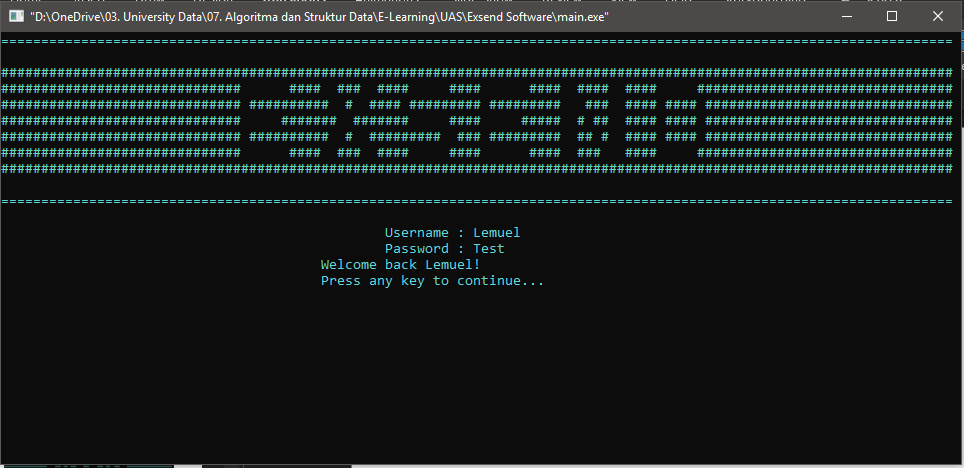 "D:\OneDrive\03. University Data\07. Algoritma dan Struktur Data\E-Learning\UAS\Exsend Software\main.exe"
=======================================================================================================================
#######################################################################################################################
##############################      ####  ###  ####     ####      ####  ####  ####     ################################
############################## ##########  #  #### ######### #########   ###  #### #### ###############################
##############################     #######  #######     ####     #####  # ##  #### #### ###############################
############################## ##########  #  #########  ### #########  ## #  #### #### ###############################
##############################      ####  ###  ####     ####      ####  ###   ####     ################################
#######################################################################################################################
=======================================================================================================================
Username : Lemuel
Password : Test
Welcome back Lemuel!
Press any key to continue...